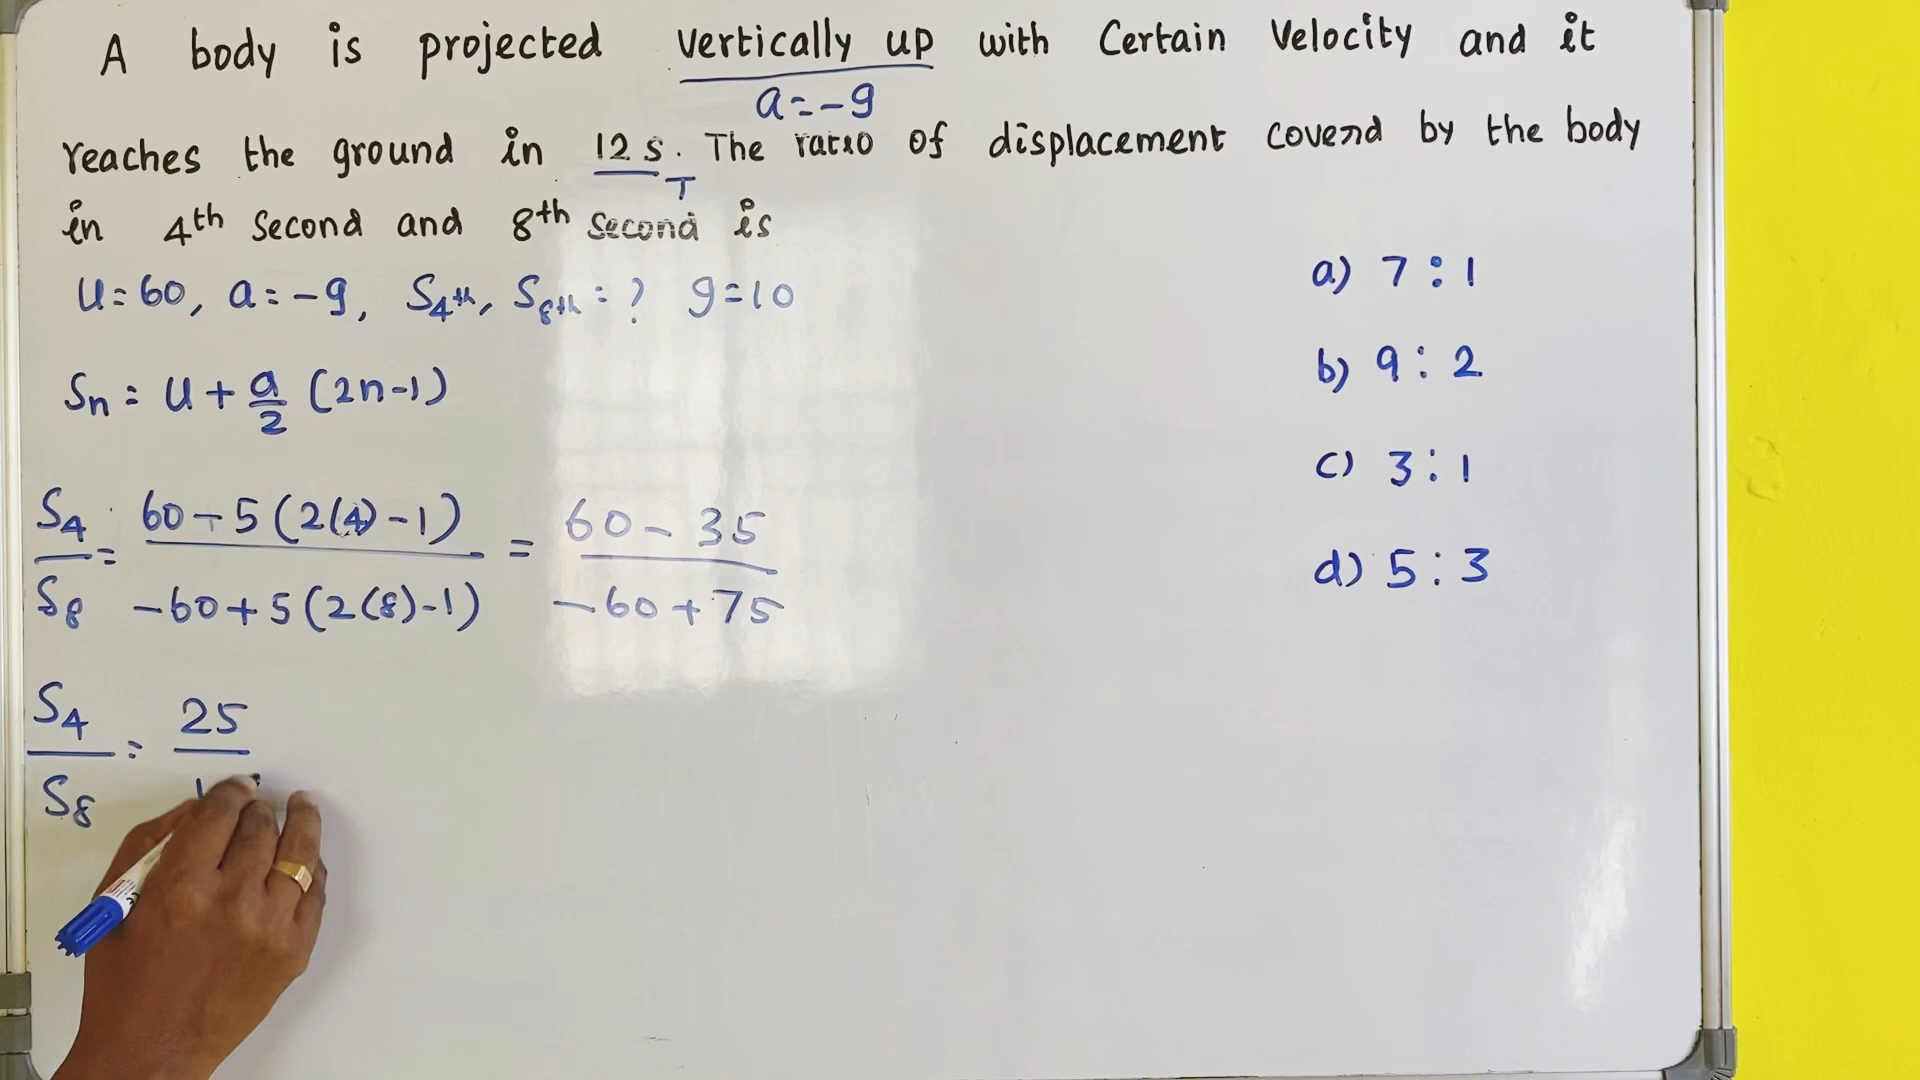 A body is projected vertically up with Certain Velocity and it
a=-g
reaches the ground in 12 s. The ratio of displacement coverd by the body
T
in 4th Second and 8th Second is
u=60, a=-g, S4th, S8th=? g=10
a) 7:1
b) 9:2
Sn = u + a/2 (2n-1)
c) 3:1
S4/S8 = 60-5(2(4)-1) / -60+5(2(8)-1) = 60-35 / -60+75
d) 5:3
S4/S8 = 25